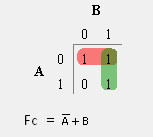 B
0 1
0 1 1
A
1 0 1
Fc = A̅ + B